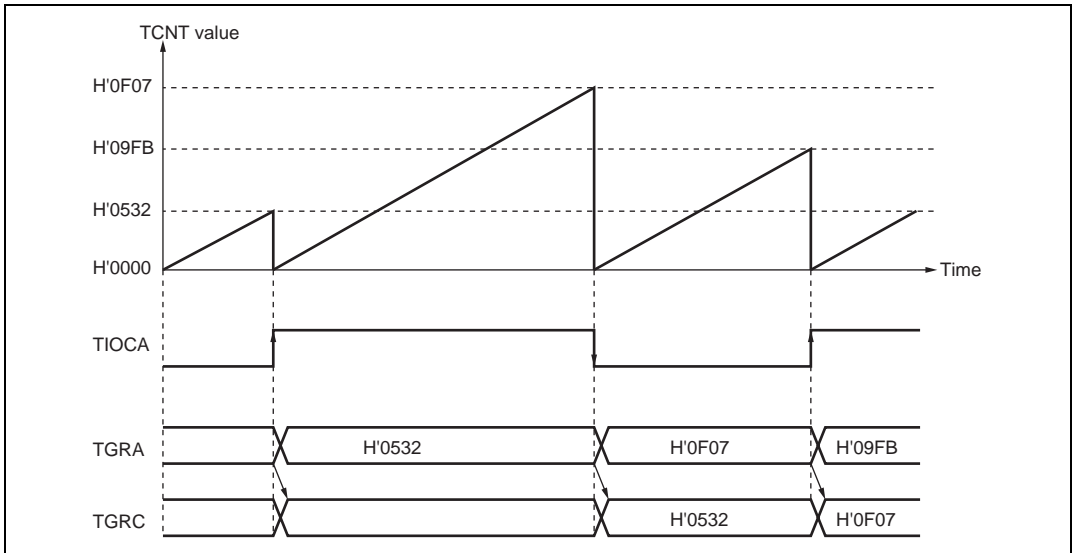 TCNT value
H'0F07
H'09FB
H'0532
H'0000
Time
TIOCA
TGRA
H'0532
H'0F07
H'09FB
TGRC
H'0532
H'0F07